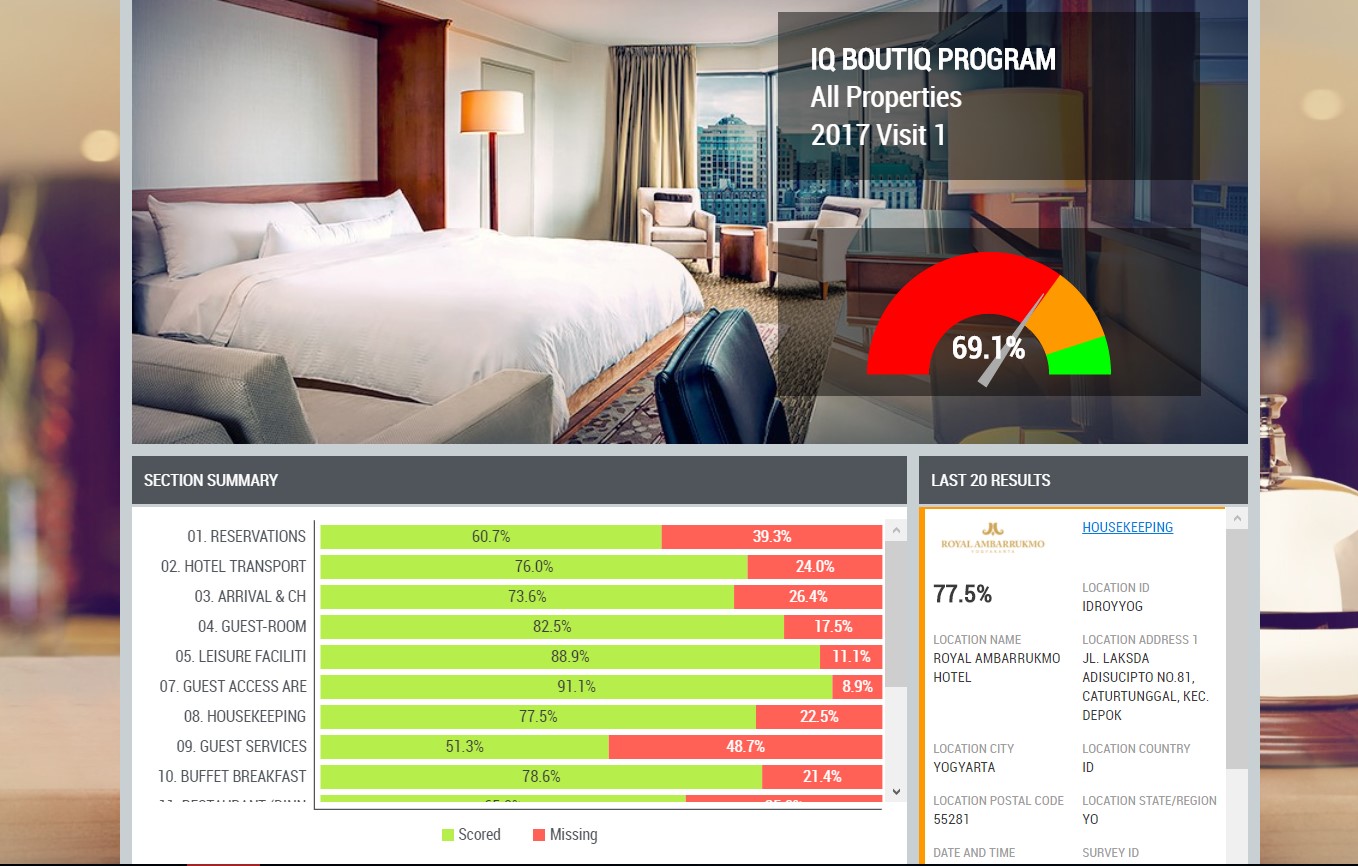 IQ BOUTIQ PROGRAM
All Properties
2017 Visit 1
69.1%
SECTION SUMMARY
01. RESERVATIONS 60.7% 39.3%
02. HOTEL TRANSPORT 76.0% 24.0%
03. ARRIVAL & CH 73.6% 26.4%
04. GUEST-ROOM 82.5% 17.5%
05. LEISURE FACILITI 88.9% 11.1%
07. GUEST ACCESS ARE 91.1% 8.9%
08. HOUSEKEEPING 77.5% 22.5%
09. GUEST SERVICES 51.3% 48.7%
10. BUFFET BREAKFAST 78.6% 21.4%
Scored Missing
LAST 20 RESULTS
ROYAL AMBARRUKMO
YOGYAKARTA
HOUSEKEEPING
77.5%
LOCATION ID
IDROYYOG
LOCATION NAME
ROYAL AMBARRUKMO
HOTEL
LOCATION ADDRESS 1
JL. LAKSDA
ADISUCIPTO NO.81,
CATURTUNGGAL, KEC.
DEPOK
LOCATION CITY
YOGYARTA
LOCATION COUNTRY
ID
LOCATION POSTAL CODE
55281
LOCATION STATE/REGION
YO
DATE AND TIME
SURVEY ID